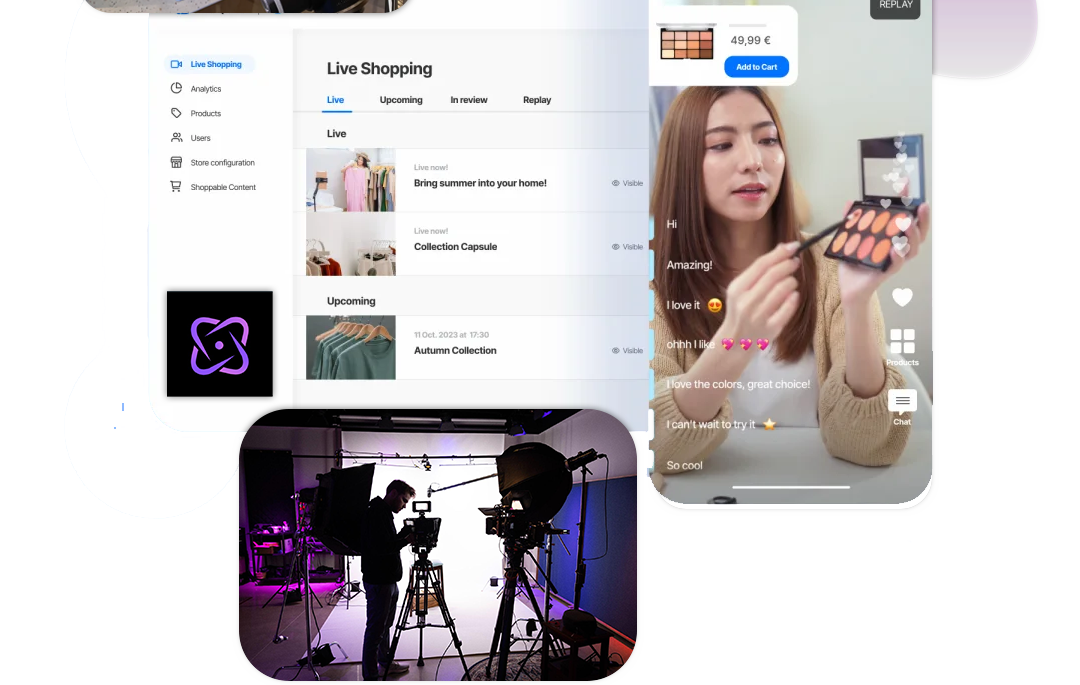 Live Shopping
Analytics
Products
Users
Store configuration
Shoppable Content
Live Shopping
Live
Upcoming
In review
Replay
Live
Live now!
Bring summer into your home!
Visible
Live now!
Collection Capsule
Visible
Upcoming
11 Oct. 2023 at 17:30
Autumn Collection
Visible
REPLAY
49,99 €
Add to Cart
Hi
Amazing!
I love it 😍
ohhh I like 💖 💖 💖
I love the colors, great choice!
I can't wait to try it ⭐
So cool
Products
Chat